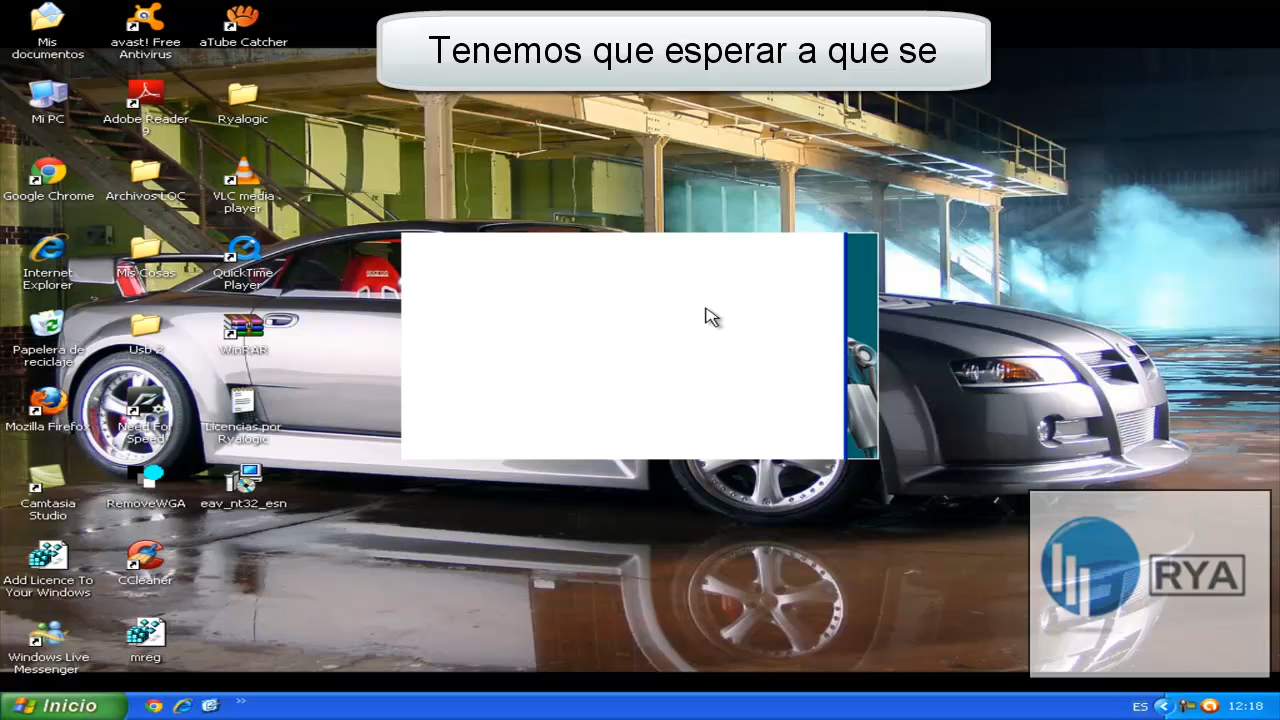 Tenemos que esperar a que se
Mis
documentos
avast! Free
Antivirus
aTube Catcher
Mi PC
Adobe Reader
9
Ryalogic
Google Chrome
Archivos LOC
VLC media
player
Internet
Explorer
Mis Cosas
QuickTime
Player
Papelera de
reciclaje
Usb 2
WinRAR
Mozilla Firefox
Need For
Speed
Licencias por
Ryalogic
Camtasia
Studio
RemoveWGA
eav_nt32_esn
Add Licence To
Your Windows
CCleaner
Windows Live
Messenger
mreg
RYA
Inicio
ES
12:18